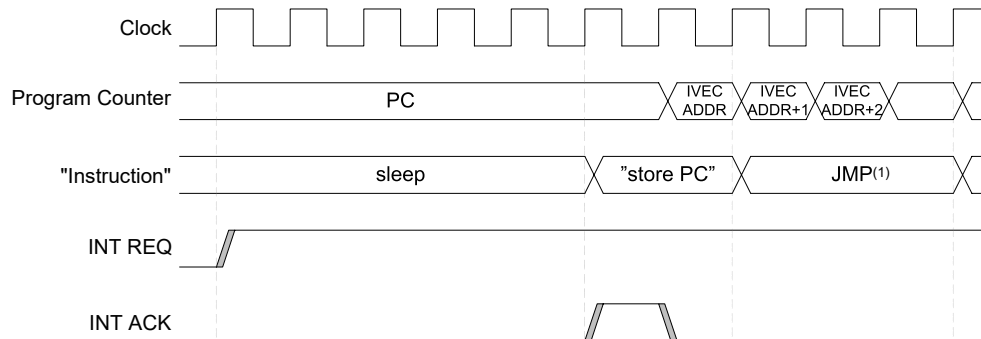 Clock
Program Counter
PC
IVEC
ADDR
IVEC
ADDR+1
IVEC
ADDR+2
"Instruction"
sleep
”store PC”
JMP(1)
INT REQ
INT ACK